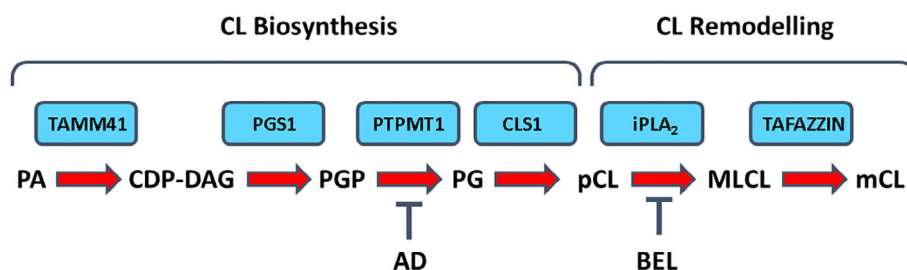 CL Biosynthesis CL Remodelling
TAMM41 PGS1 PTPMT1 CLS1 iPLA₂ TAFAZZIN
PA CDP-DAG PGP PG pCL MLCL mCL
AD BEL